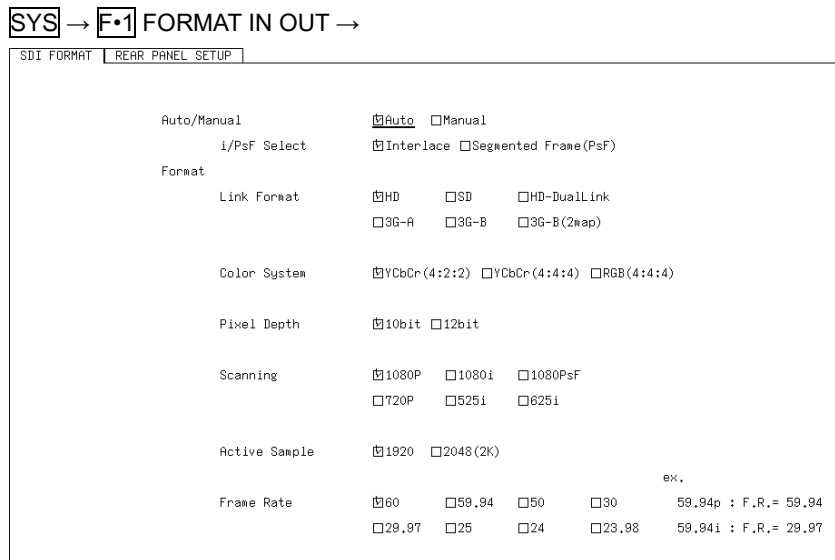 SYS → F•1 FORMAT IN OUT →
SDI FORMAT REAR PANEL SETUP
Auto/Manual ☑Auto ☐Manual
i/PsF Select ☑Interlace ☐Segmented Frame(PsF)
Format
Link Format ☑HD ☐SD ☐HD-DualLink
☐3G-A ☐3G-B ☐3G-B(2map)
Color System ☑YCbCr(4:2:2) ☐YCbCr(4:4:4) ☐RGB(4:4:4)
Pixel Depth ☑10bit ☐12bit
Scanning ☑1080P ☐1080i ☐1080PsF
☐720P ☐525i ☐625i
Active Sample ☑1920 ☐2048(2K)
ex.
Frame Rate ☑60 ☐59.94 ☐50 ☐30 59.94p : F.R.= 59.94
☐29.97 ☐25 ☐24 ☐23.98 59.94i : F.R.= 29.97